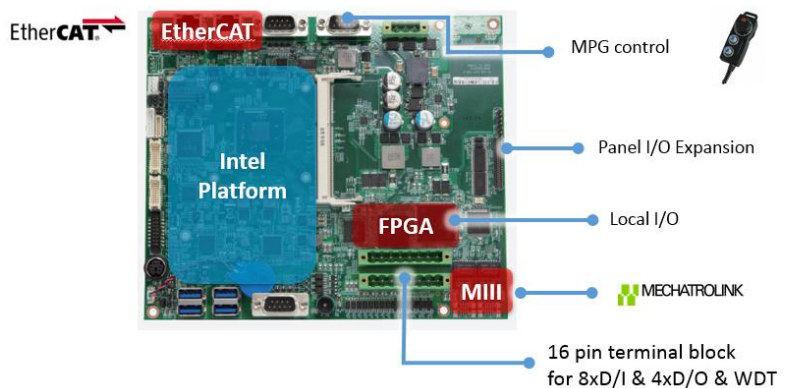 EtherCAT
EtherCAT
MPG control
Intel
Platform
Panel I/O Expansion
FPGA
Local I/O
MIII
MECHATROLINK
16 pin terminal block
for 8xD/I & 4xD/O & WDT